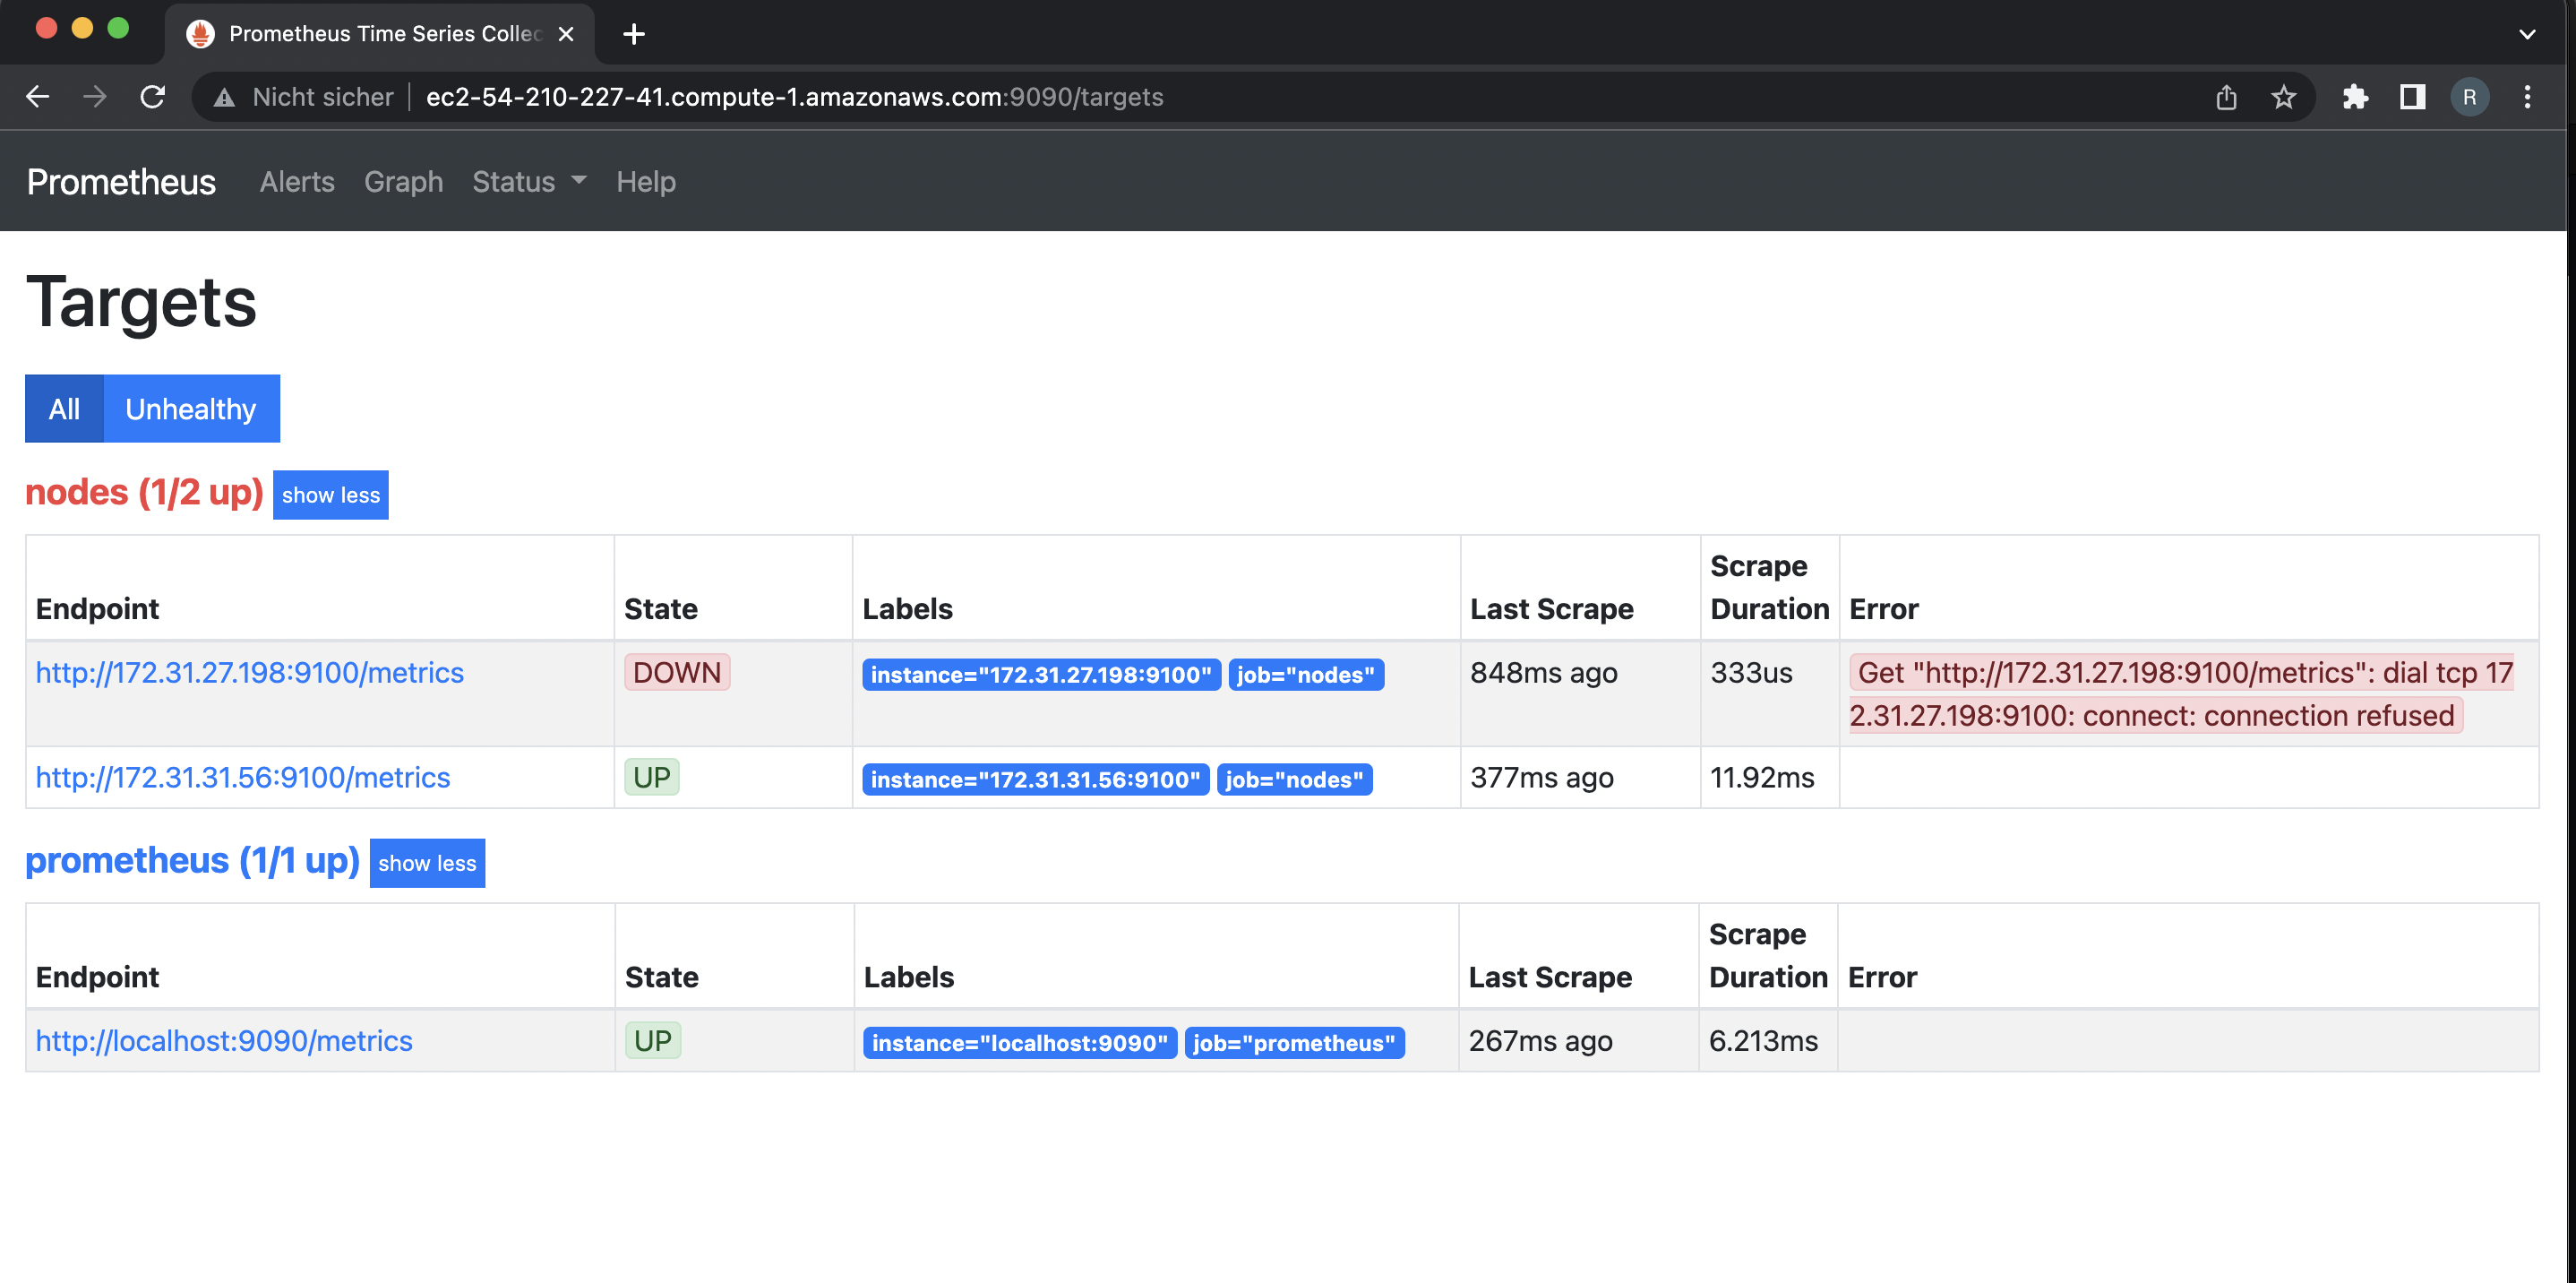 Prometheus Time Series Collec
Nicht sicher ec2-54-210-227-41.compute-1.amazonaws.com:9090/targets
R
Prometheus Alerts Graph Status Help
Targets
All Unhealthy
nodes (1/2 up) show less
Endpoint State Labels Last Scrape Scrape Duration Error
http://172.31.27.198:9100/metrics DOWN instance="172.31.27.198:9100" job="nodes" 848ms ago 333us Get "http://172.31.27.198:9100/metrics": dial tcp 17
2.31.27.198:9100: connect: connection refused
http://172.31.31.56:9100/metrics UP instance="172.31.31.56:9100" job="nodes" 377ms ago 11.92ms
prometheus (1/1 up) show less
Endpoint State Labels Last Scrape Scrape Duration Error
http://localhost:9090/metrics UP instance="localhost:9090" job="prometheus" 267ms ago 6.213ms